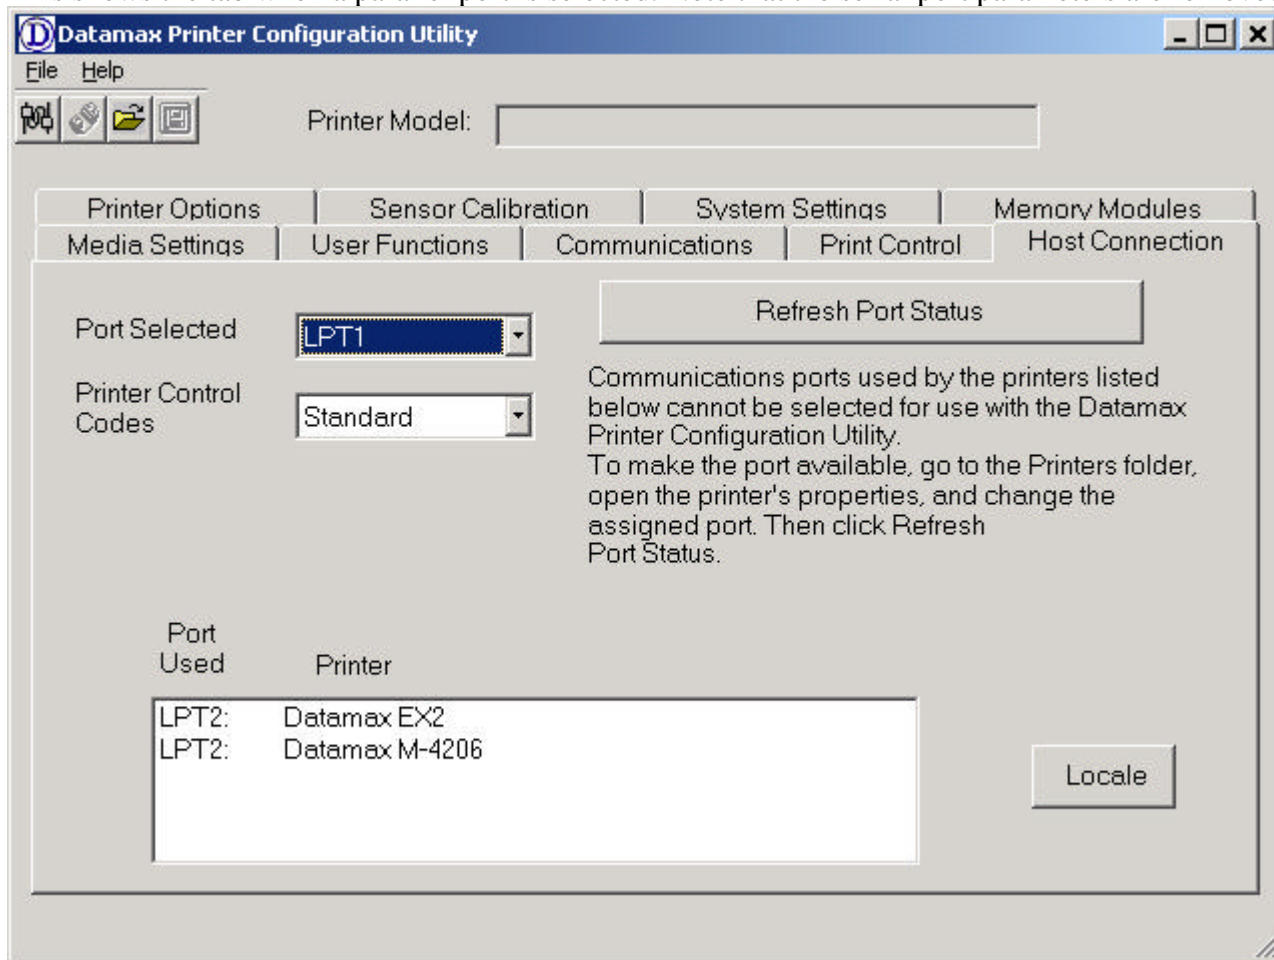 Datamax Printer Configuration Utility
File Help
Printer Model:
Printer Options Sensor Calibration System Settings Memory Modules
Media Settings User Functions Communications Print Control Host Connection
Port Selected LPT1 Refresh Port Status
Printer Control
Codes Standard
Communications ports used by the printers listed
below cannot be selected for use with the Datamax
Printer Configuration Utility.
To make the port available, go to the Printers folder,
open the printer's properties, and change the
assigned port. Then click Refresh
Port Status.
Port
Used Printer
LPT2: Datamax EX2
LPT2: Datamax M-4206
Locale